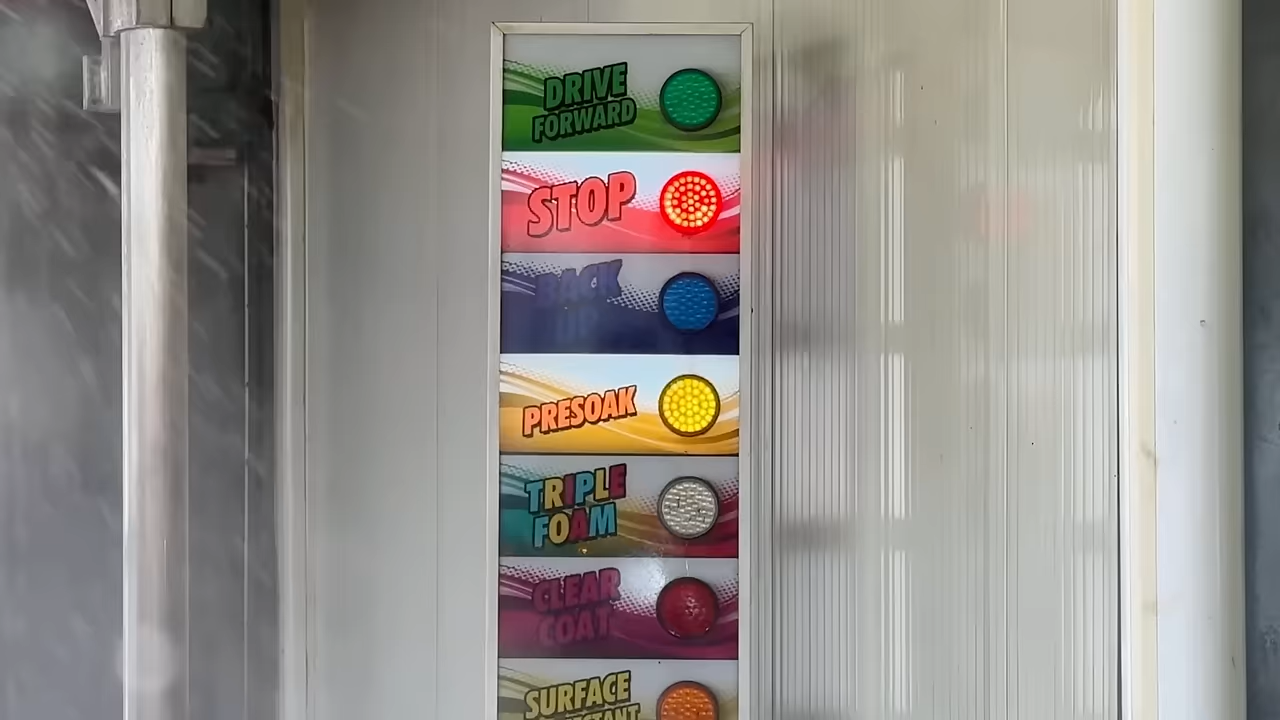 DRIVE
FORWARD
STOP
BACK
UP
PRESOAK
TRIPLE
FOAM
CLEAR
COAT
SURFACE